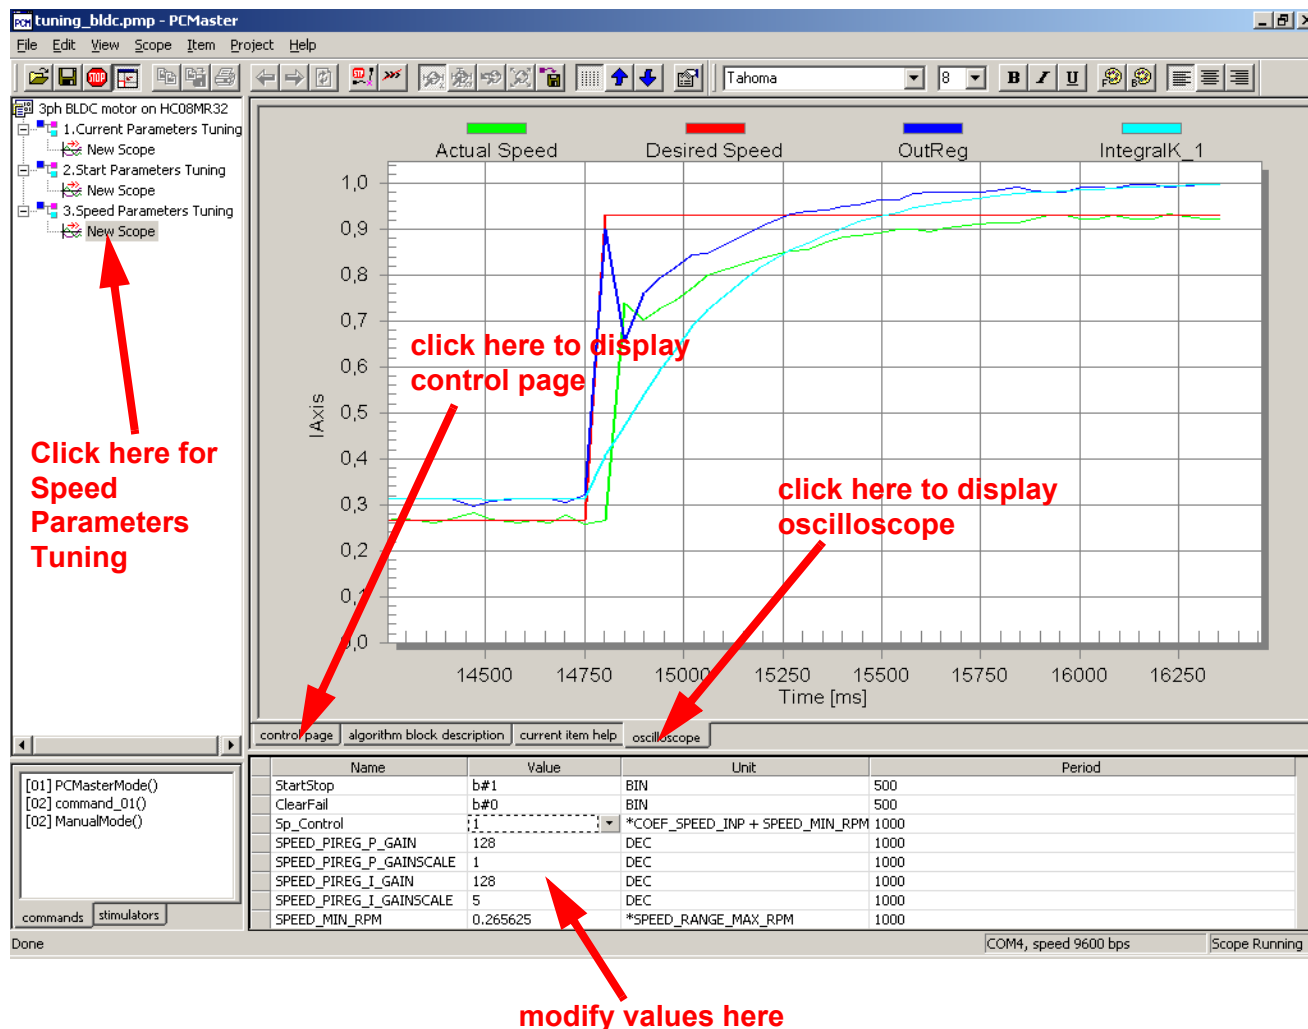 tuning_bldc.pmp - PCMaster
File Edit View Scope Item Project Help
Tahoma 8 B I U
3ph BLDC motor on HC08MR32
1.Current Parameters Tuning
New Scope
2.Start Parameters Tuning
New Scope
3.Speed Parameters Tuning
New Scope
Click here for
Speed
Parameters
Tuning
Actual Speed Desired Speed OutReg IntegralK_1
1,0
0,9
0,8
0,7
0,6
0,5
0,4
0,3
0,2
0,1
0,0
IAxis
click here to display
control page
click here to display
oscilloscope
14500 14750 15000 15250 15500 15750 16000 16250
Time [ms]
control page algorithm block description current item help oscilloscope
[01] PCMasterMode()
[02] command_01()
[02] ManualMode()
commands stimulators
Name Value Unit Period
StartStop b#1 BIN 500
ClearFail b#0 BIN 500
Sp_Control 1 *COEF_SPEED_INP + SPEED_MIN_RPM 1000
SPEED_PIREG_P_GAIN 128 DEC 1000
SPEED_PIREG_P_GAINSCALE 1 DEC 1000
SPEED_PIREG_I_GAIN 128 DEC 1000
SPEED_PIREG_I_GAINSCALE 5 DEC 1000
SPEED_MIN_RPM 0.265625 *SPEED_RANGE_MAX_RPM 1000
Done COM4, speed 9600 bps Scope Running
modify values here